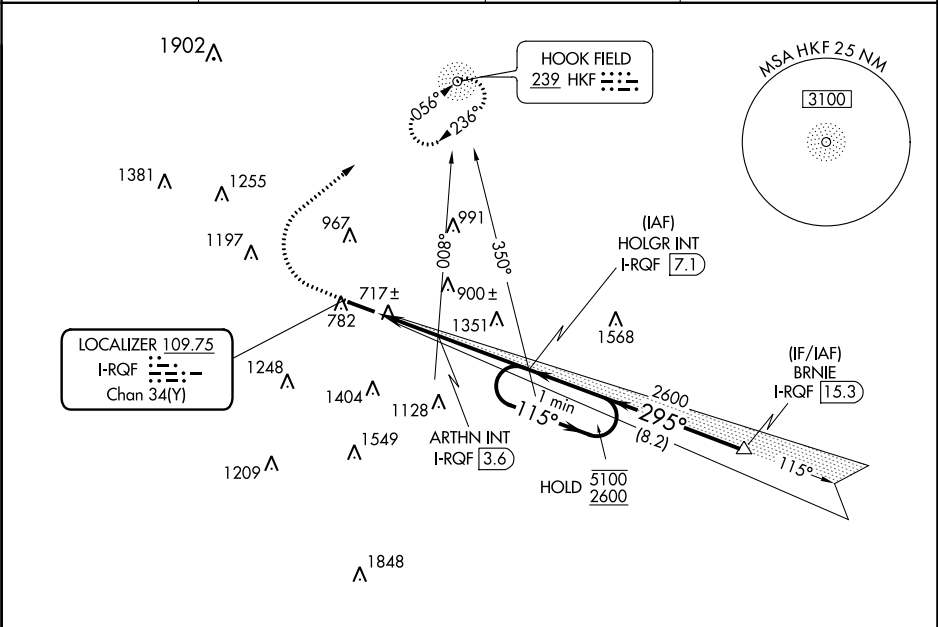 1902
HOOK FIELD
239 HKF
056°
236°
MSA HKF 25 NM
3100
1381
1255
1197
967
991
008°
350°
(IAF)
HOLGR INT
I-RQF 7.1
717±
782
900±
1351
1568
LOCALIZER 109.75
I-RQF
Chan 34(Y)
1248
1404
1128
ARTHN INT
I-RQF 3.6
1 min
115°
2600
295°
(8.2)
(IF/IAF)
BRNIE
I-RQF 15.3
115°
1549
1209
HOLD 5100
2600
1848